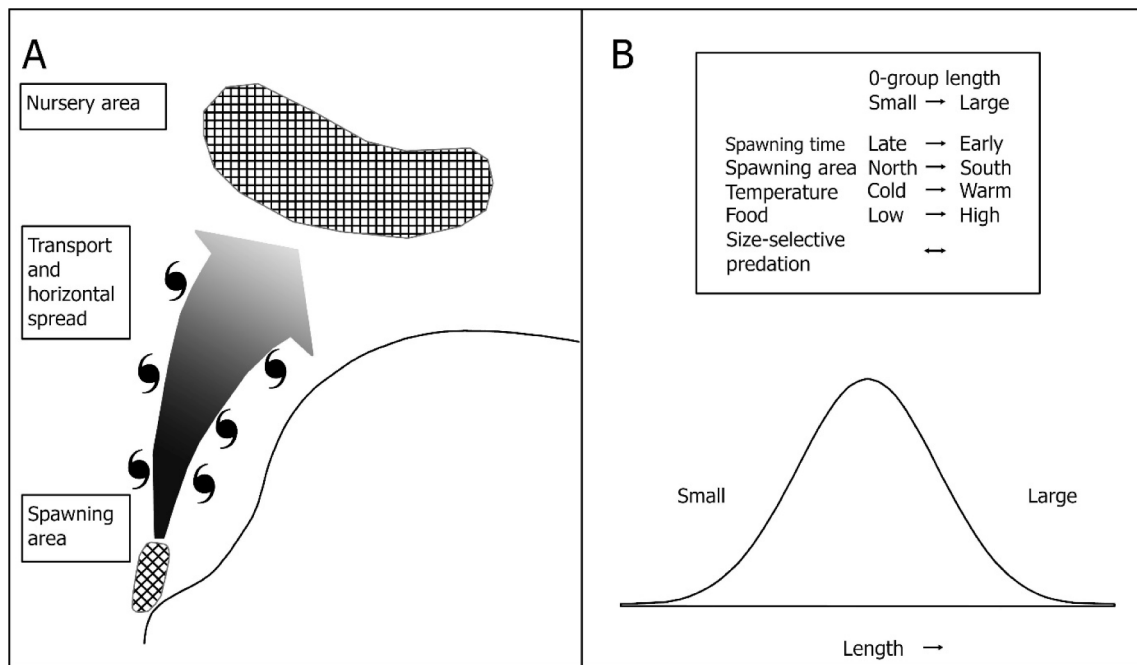 A
Nursery area
Transport
and
horizontal
spread
Spawning
area
B
0-group length
Small → Large
Spawning time Late → Early
Spawning area North → South
Temperature Cold → Warm
Food Low → High
Size-selective
predation ↔
Small
Large
Length →